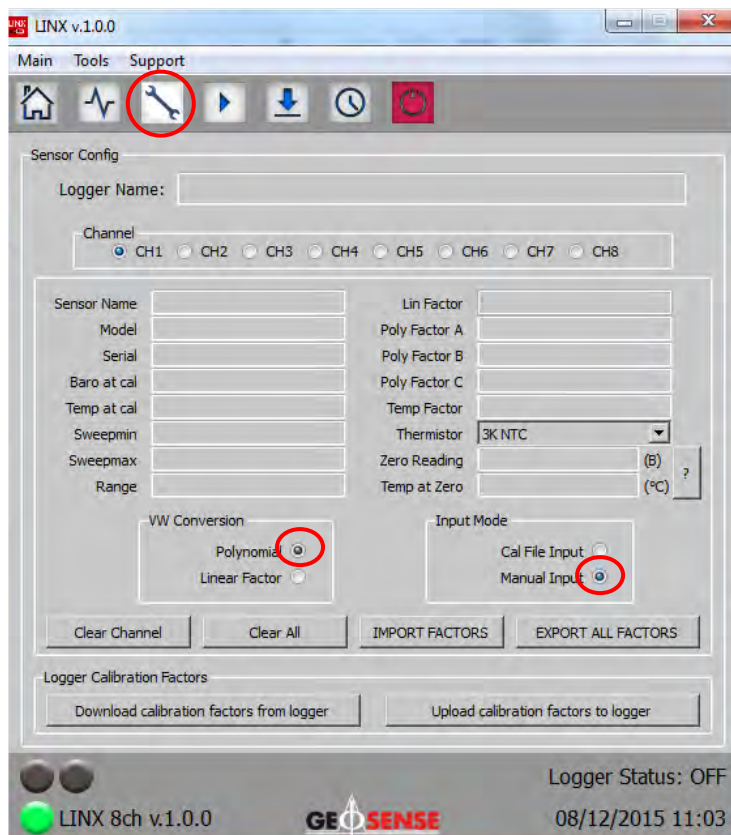 LINX v.1.0.0
Main Tools Support
Sensor Config
Logger Name:
Channel
CH1 CH2 CH3 CH4 CH5 CH6 CH7 CH8
Sensor Name Lin Factor
Model Poly Factor A
Serial Poly Factor B
Baro at cal Poly Factor C
Temp at cal Temp Factor
Sweepmin Thermistor 3K NTC
Sweepmax Zero Reading (B)
Range Temp at Zero (°C) ?
VW Conversion Input Mode
Polynomial Cal File Input
Linear Factor Manual Input
Clear Channel Clear All IMPORT FACTORS EXPORT ALL FACTORS
Logger Calibration Factors
Download calibration factors from logger Upload calibration factors to logger
Logger Status: OFF
LINX 8ch v.1.0.0 GEOSENSE 08/12/2015 11:03